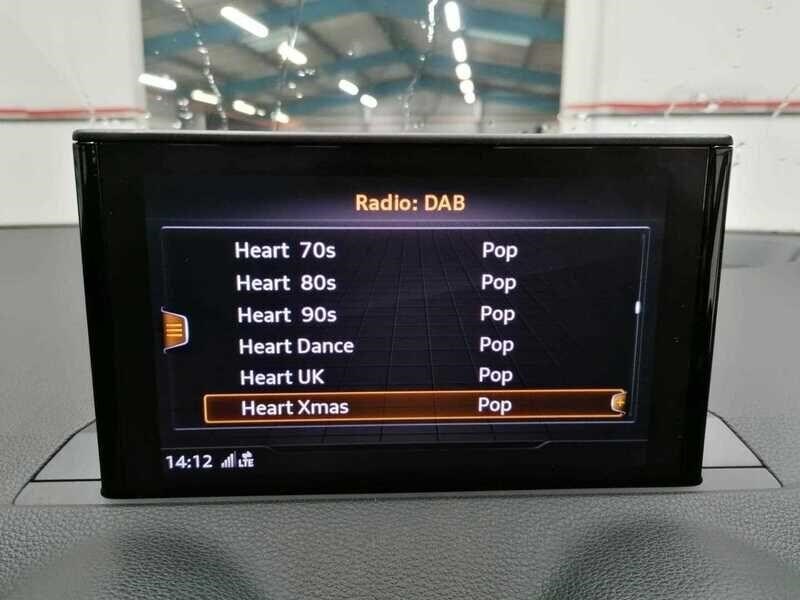 Radio: DAB
Heart 70s Pop
Heart 80s Pop
Heart 90s Pop
Heart Dance Pop
Heart UK Pop
Heart Xmas Pop
14:12 LTE